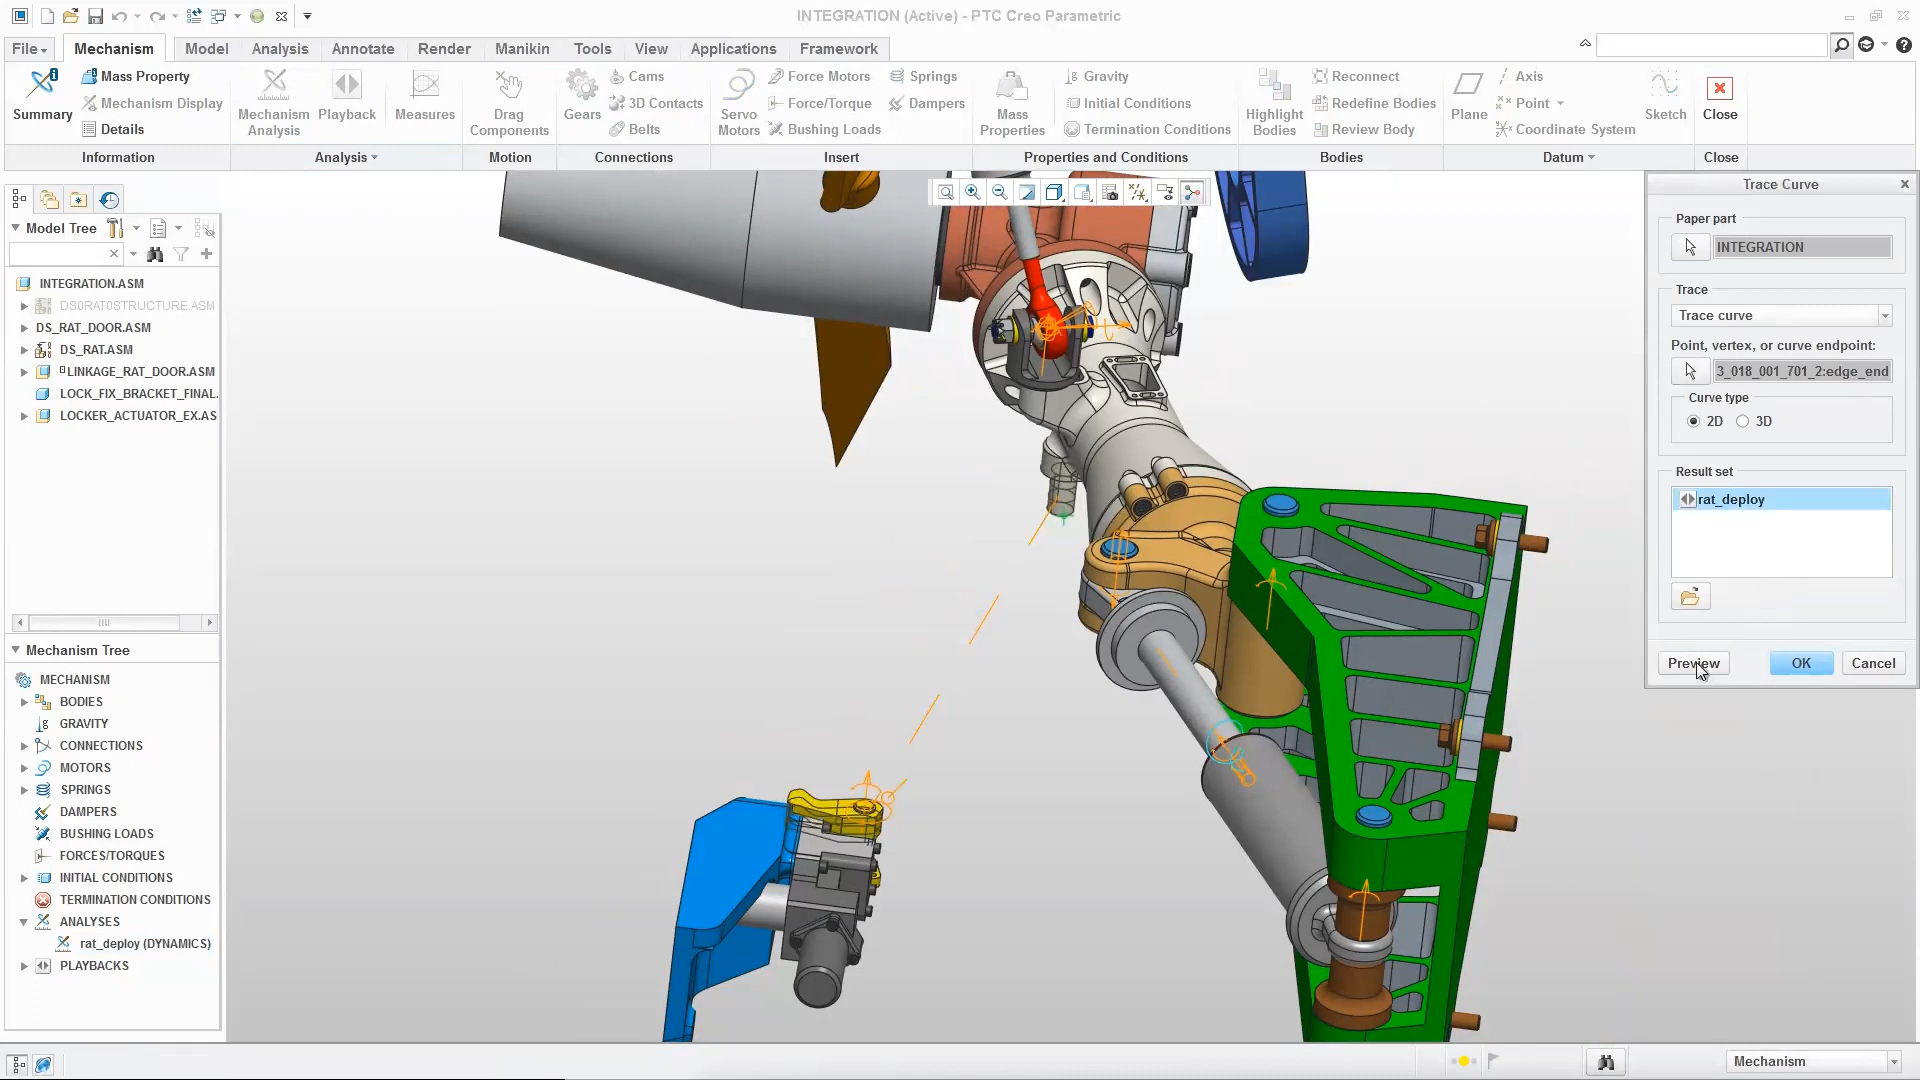 INTEGRATION (Active) - PTC Creo Parametric
File Mechanism Model Analysis Annotate Render Manikin Tools View Applications Framework
Summary
Mass Property
Mechanism Display
Details
Information
Mechanism Analysis
Playback
Measures
Analysis
Drag Components
Motion
Gears
Cams
3D Contacts
Belts
Connections
Servo Motors
Force Motors
Force/Torque
Bushing Loads
Springs
Dampers
Insert
Mass Properties
Gravity
Initial Conditions
Termination Conditions
Properties and Conditions
Highlight Bodies
Reconnect
Redefine Bodies
Review Body
Bodies
Plane
Axis
Point
Coordinate System
Sketch
Datum
Close
Close
Model Tree
INTEGRATION.ASM
DS0RAT0STRUCTURE.ASM
DS_RAT_DOOR.ASM
DS_RAT.ASM
LINKAGE_RAT_DOOR.ASM
LOCK_FIX_BRACKET_FINAL.
LOCKER_ACTUATOR_EX.AS
Mechanism Tree
MECHANISM
BODIES
GRAVITY
CONNECTIONS
MOTORS
SPRINGS
DAMPERS
BUSHING LOADS
FORCES/TORQUES
INITIAL CONDITIONS
TERMINATION CONDITIONS
ANALYSES
rat_deploy (DYNAMICS)
PLAYBACKS
Trace Curve
Paper part
INTEGRATION
Trace
Trace curve
Point, vertex, or curve endpoint:
3_018_001_701_2:edge_end
Curve type
2D 3D
Result set
rat_deploy
Preview OK Cancel
Mechanism